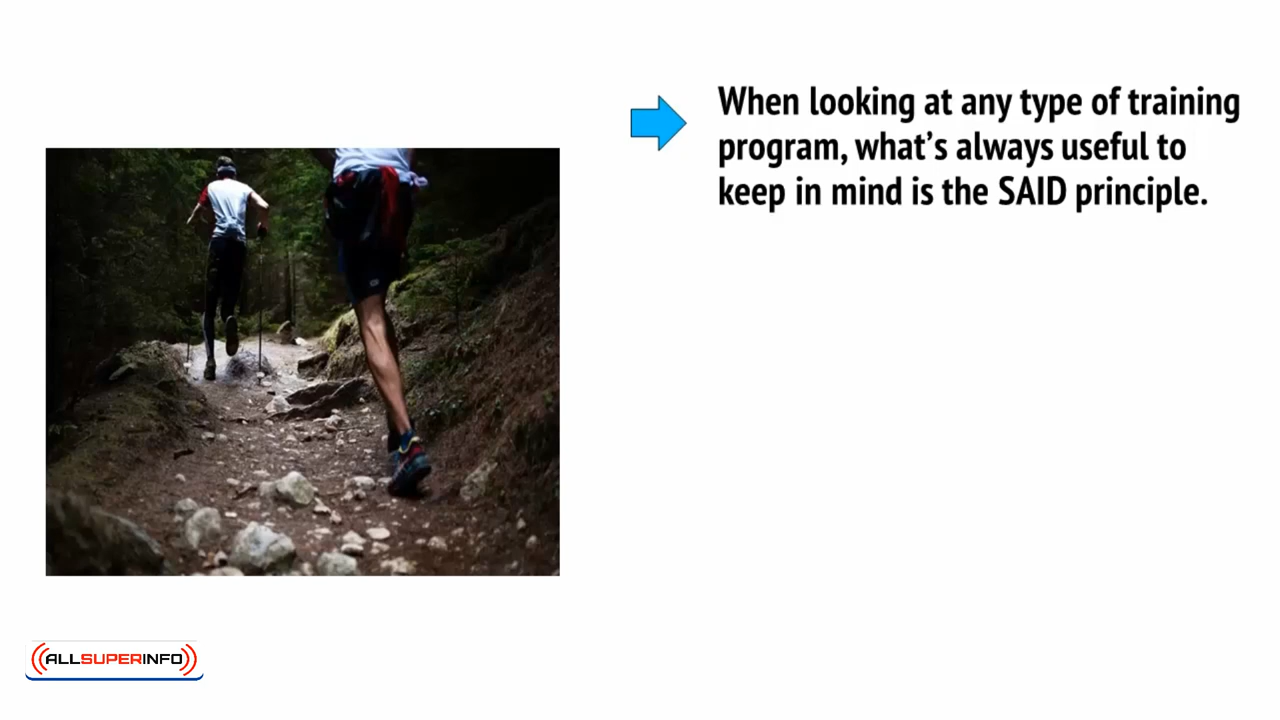 When looking at any type of training
program, what's always useful to
keep in mind is the SAID principle.
ALLSUPERINFO